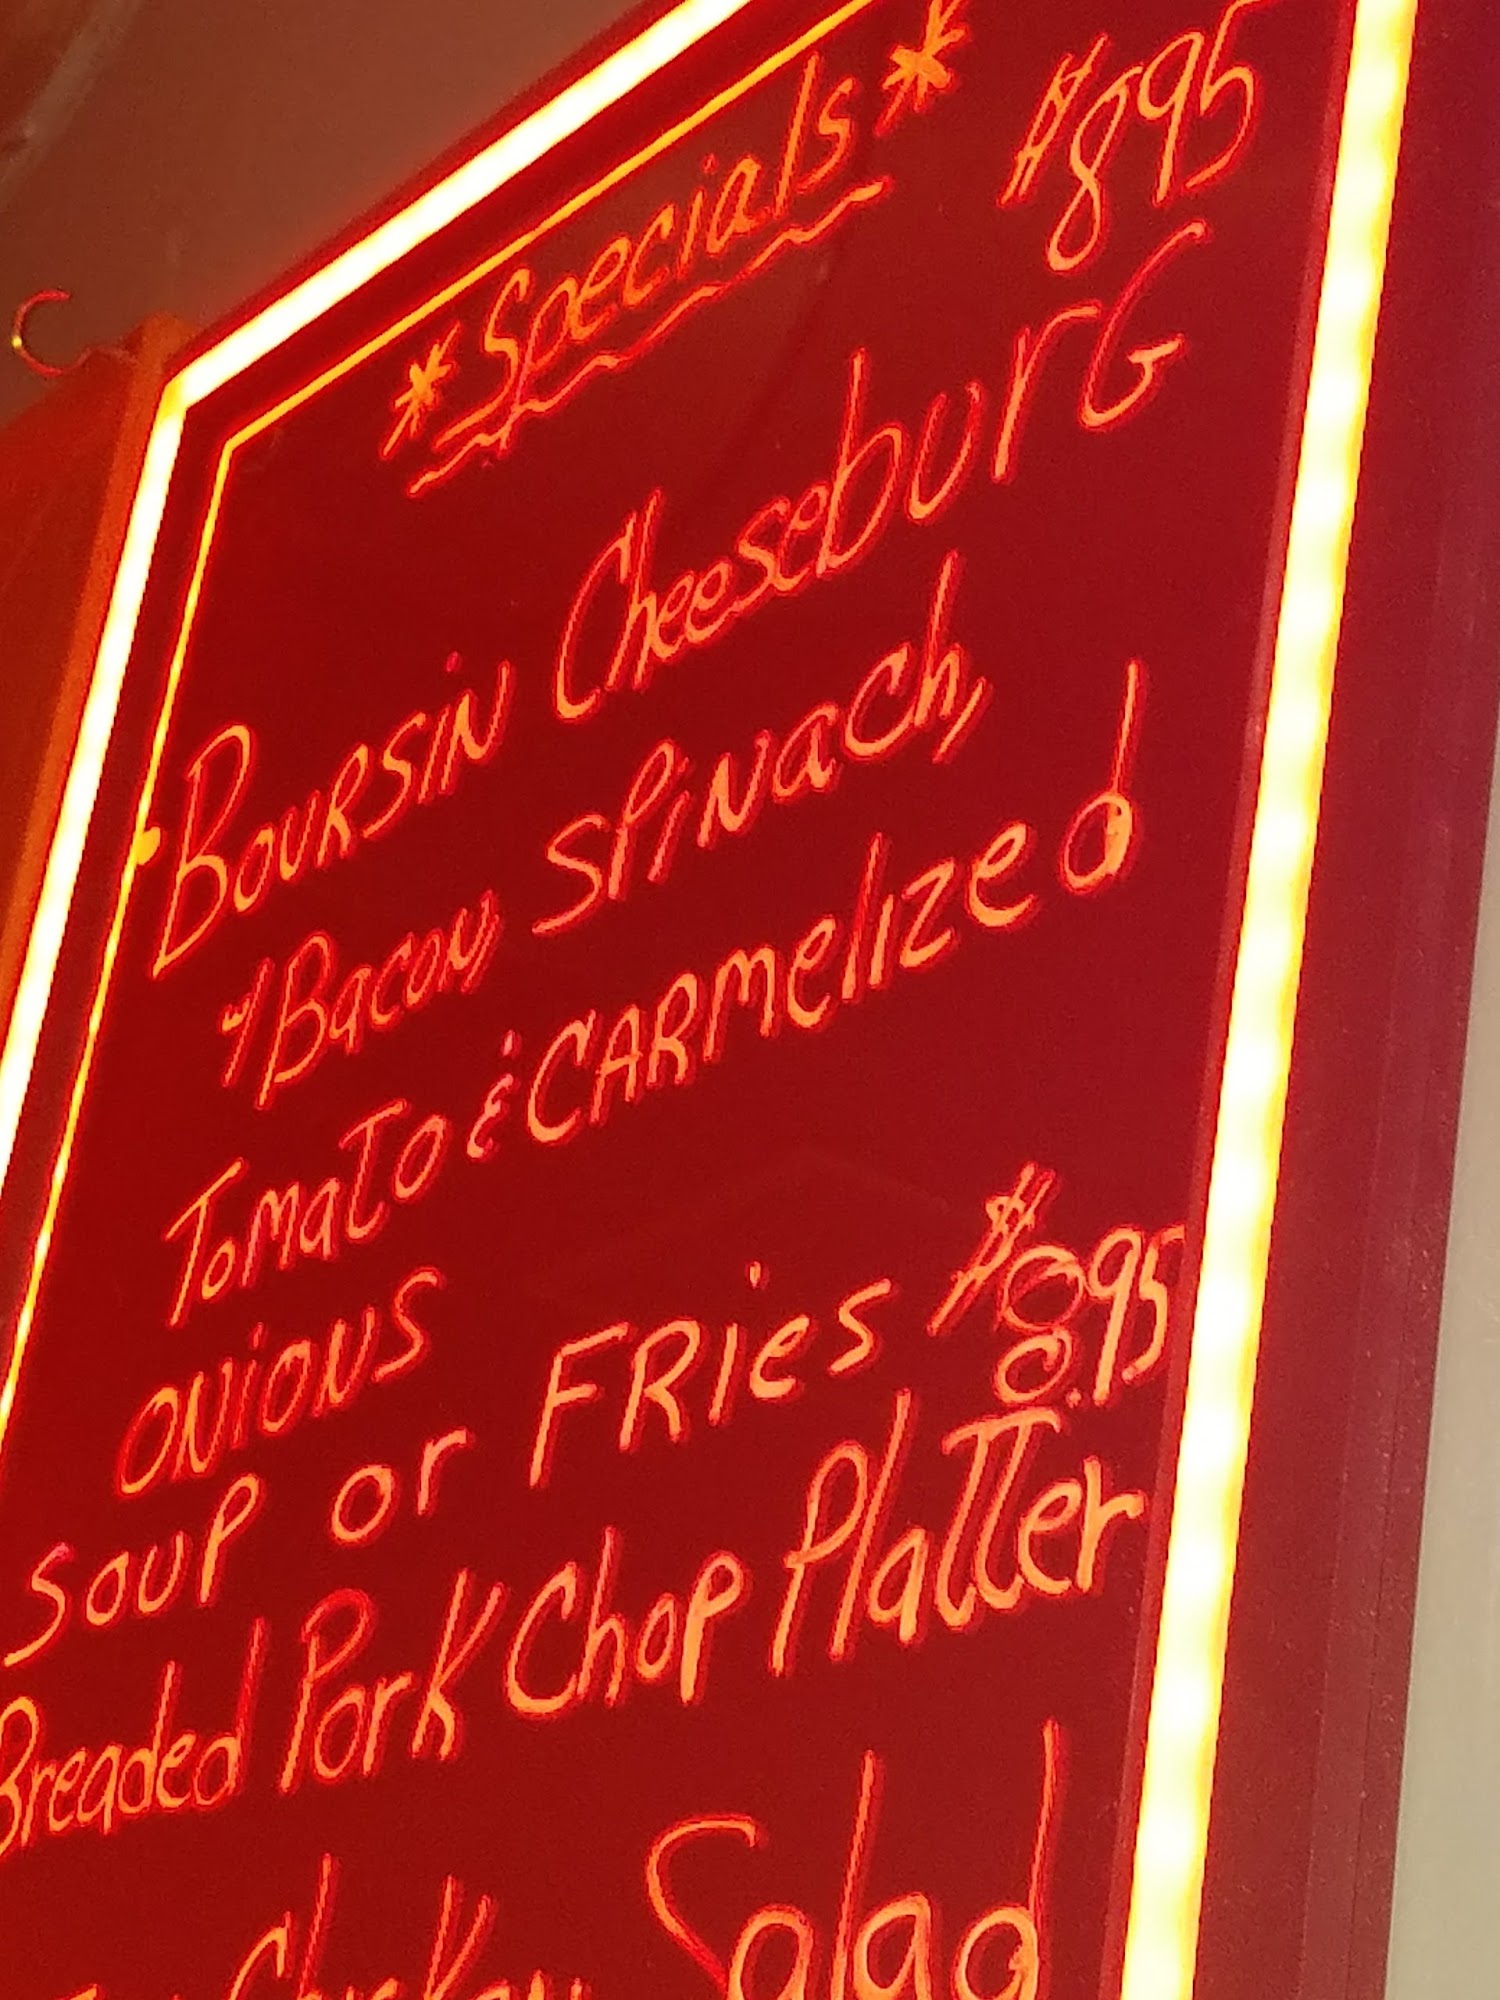 *Specials* $895
Boursin CheeseburG
w/Bacon, Spinach,
Tomato & CARmelized
onions
Soup or FRies $8.95
Breaded Pork Chop Platter
Chicken Salad